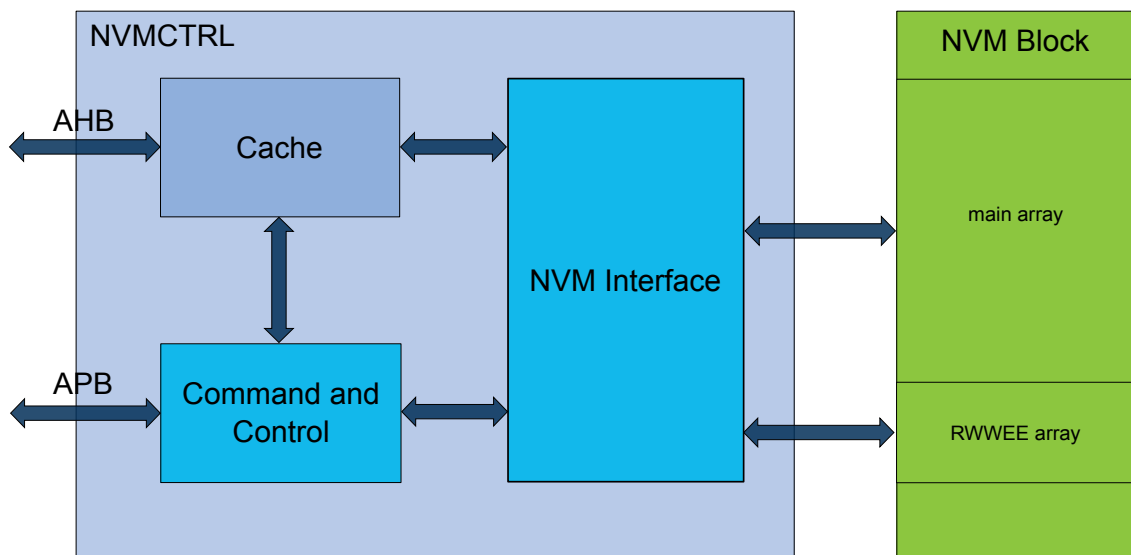 NVMCTRL
NVM Block
AHB
Cache
main array
NVM Interface
APB
Command and
Control
RWWEE array